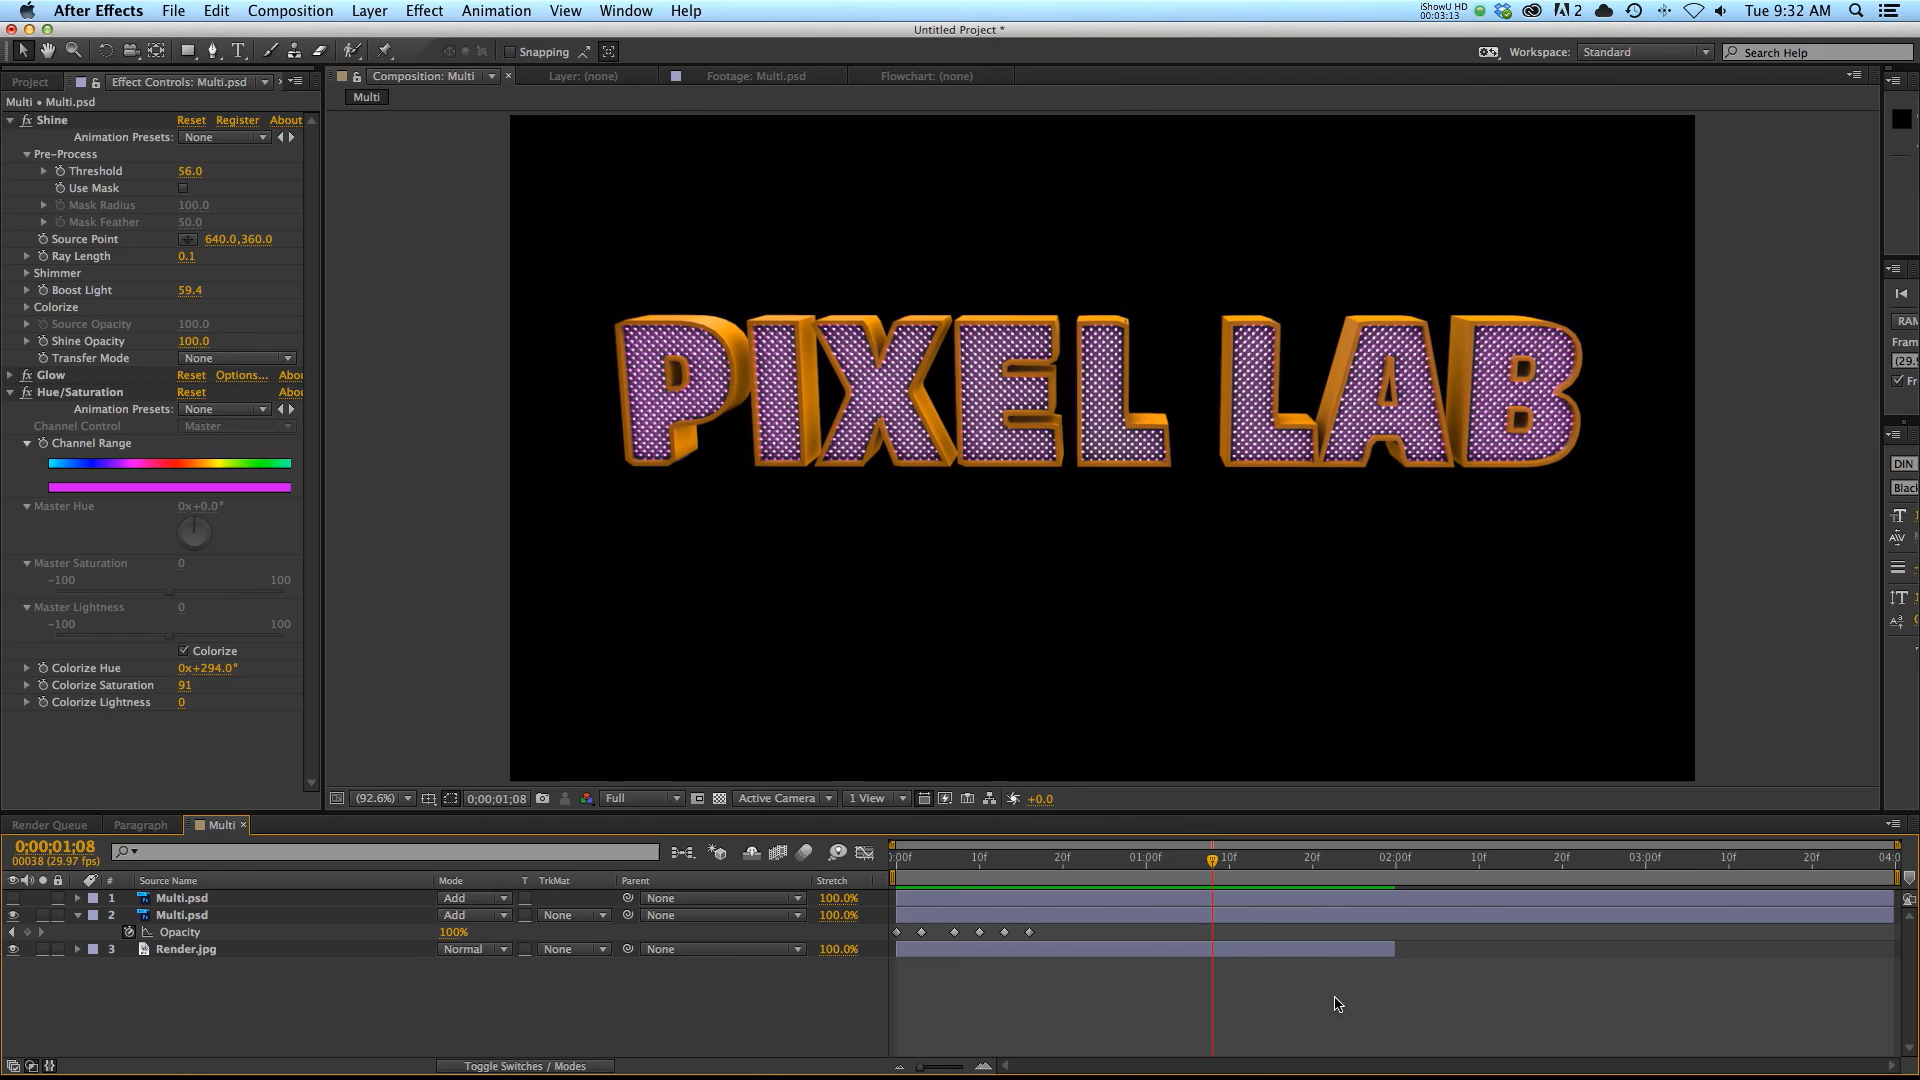 After Effects File Edit Composition Layer Effect Animation View Window Help
iShowU HD
00:03:13
2
Tue 9:32 AM
Untitled Project *
T
Snapping
Workspace: Standard
Search Help
Project
Effect Controls: Multi.psd
Composition: Multi
Layer: (none)
Footage: Multi.psd
Flowchart: (none)
Multi • Multi.psd
Multi
fx Shine Reset Register About
Animation Presets: None
Pre-Process
Threshold 56.0
Use Mask
Mask Radius 100.0
Mask Feather 50.0
Source Point 640.0,360.0
Ray Length 0.1
Shimmer
Boost Light 59.4
Colorize
Source Opacity 100.0
Shine Opacity 100.0
Transfer Mode None
fx Glow Reset Options...
fx Hue/Saturation Reset
Animation Presets: None
Channel Control Master
Channel Range
Master Hue 0x+0.0°
Master Saturation 0
-100 100
Master Lightness 0
-100 100
Colorize
Colorize Hue 0x+294.0°
Colorize Saturation 91
Colorize Lightness 0
PIXEL LAB
RAM
Fram
(29.9
Fr
DIN
Black
(92.6%) 0;00;01;08 Full Active Camera 1 View +0.0
Render Queue Paragraph Multi
0;00;01;08
00038 (29.97 fps)
:00f 10f 20f 01:00f 10f 20f 02:00f 10f 20f 03:00f 10f 20f 04:0
# Source Name Mode T TrkMat Parent Stretch
1 Multi.psd Add None 100.0%
2 Multi.psd Add None None 100.0%
Opacity 100%
3 Render.jpg Normal None None 100.0%
Toggle Switches / Modes